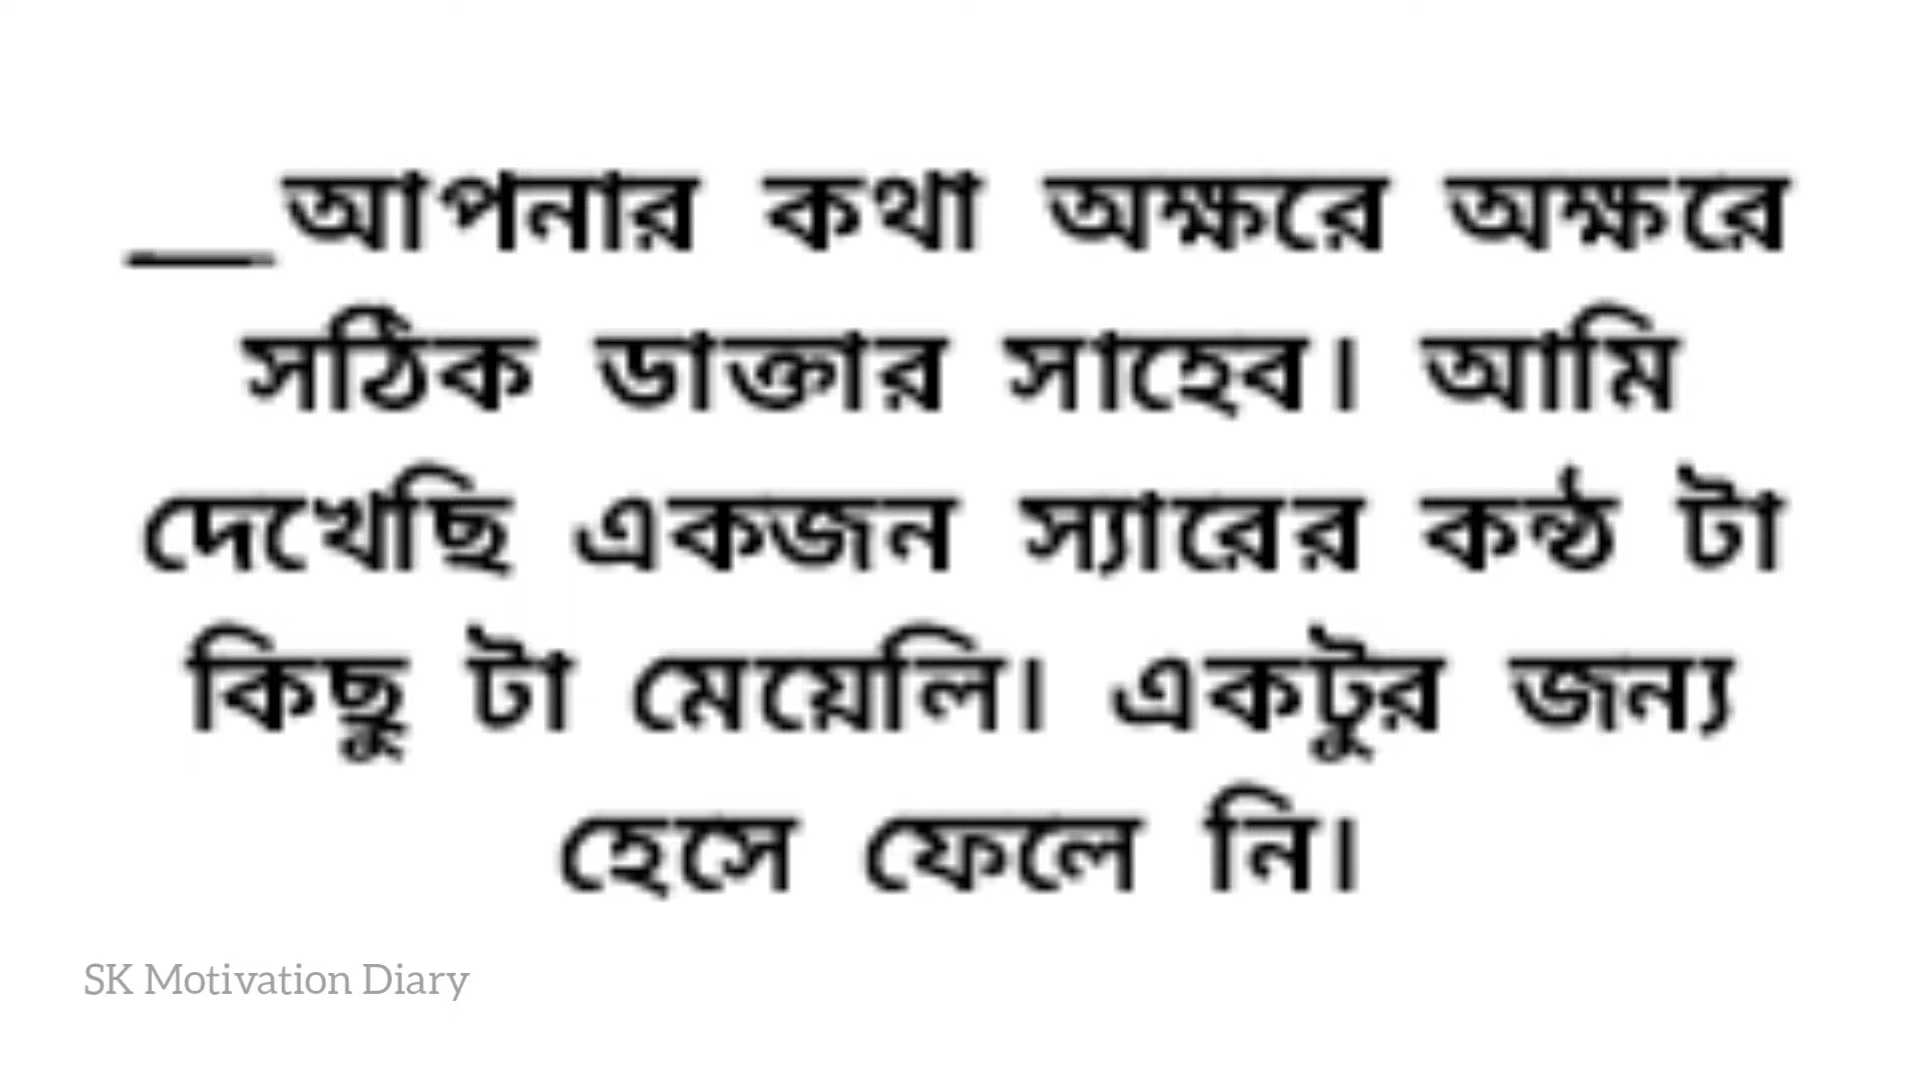 __আপনার কথা অক্ষরে অক্ষরে
সঠিক ডাক্তার সাহেব। আমি
দেখেছি একজন স্যারের কন্ঠ টা
কিছু টা মেয়েলি। একটুর জন্য
হেসে ফেলে নি।
SK Motivation Diary